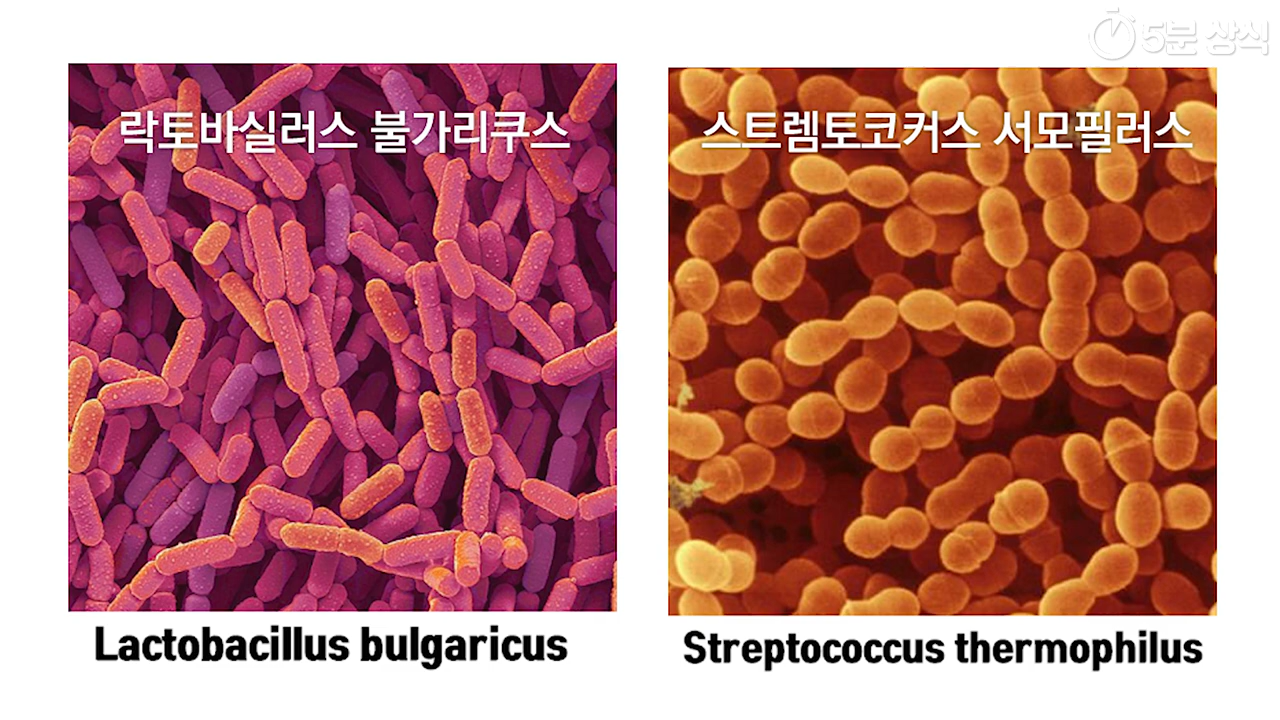 5분 상식
락토바실러스 불가리쿠스
스트렙토코커스 서모필러스
Lactobacillus bulgaricus
Streptococcus thermophilus